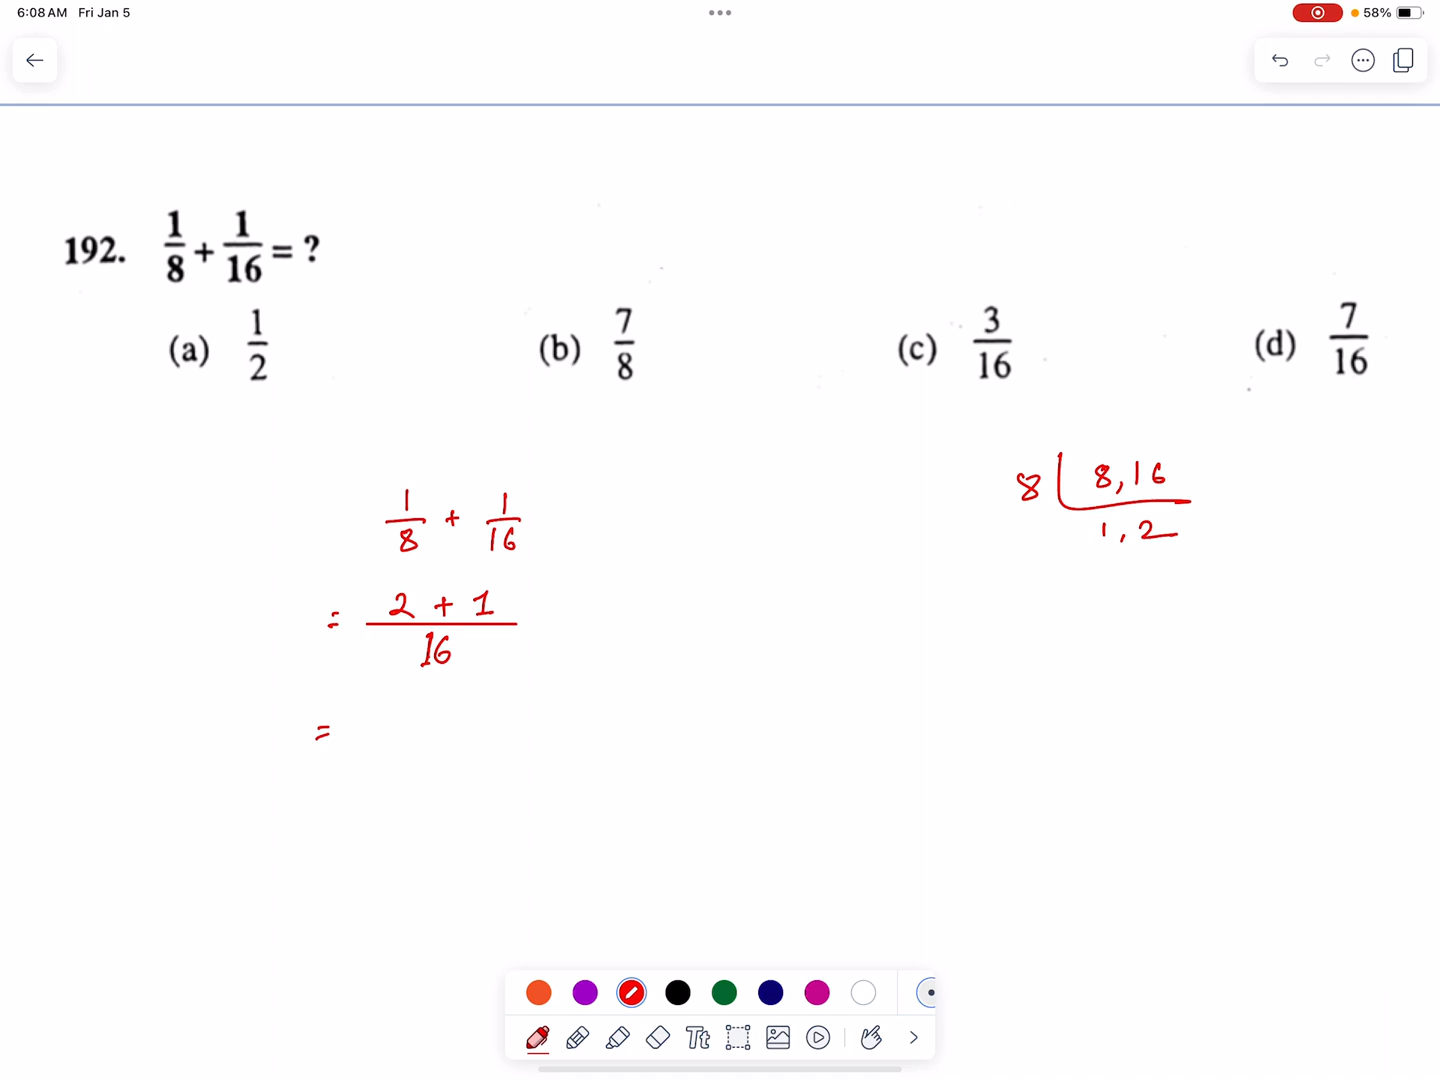 6:08 AM Fri Jan 5
58%
192. 1/8 + 1/16 = ?
(a) 1/2 (b) 7/8 (c) 3/16 (d) 7/16
8 | 8, 16
1, 2
1/8 + 1/16
= 2 + 1 / 16
=
Tt